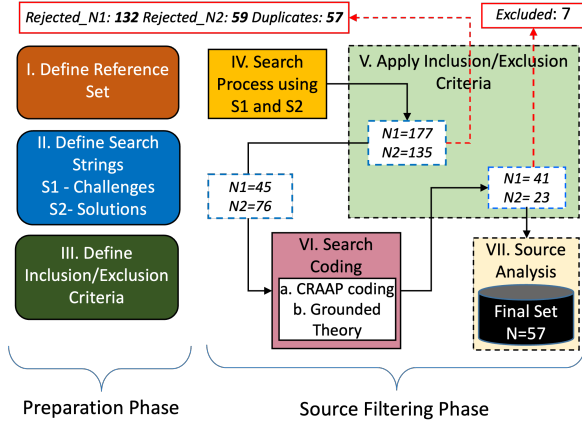 Rejected_N1: 132 Rejected_N2: 59 Duplicates: 57
Excluded: 7
I. Define Reference
Set
II. Define Search
Strings
S1 - Challenges
S2- Solutions
III. Define
Inclusion/Exclusion
Criteria
Preparation Phase
IV. Search
Process using
S1 and S2
V. Apply Inclusion/Exclusion
Criteria
N1=177
N2=135
N1=45
N2=76
N1= 41
N2= 23
VI. Search
Coding
a. CRAAP coding
b. Grounded
Theory
VII. Source
Analysis
Final Set
N=57
Source Filtering Phase